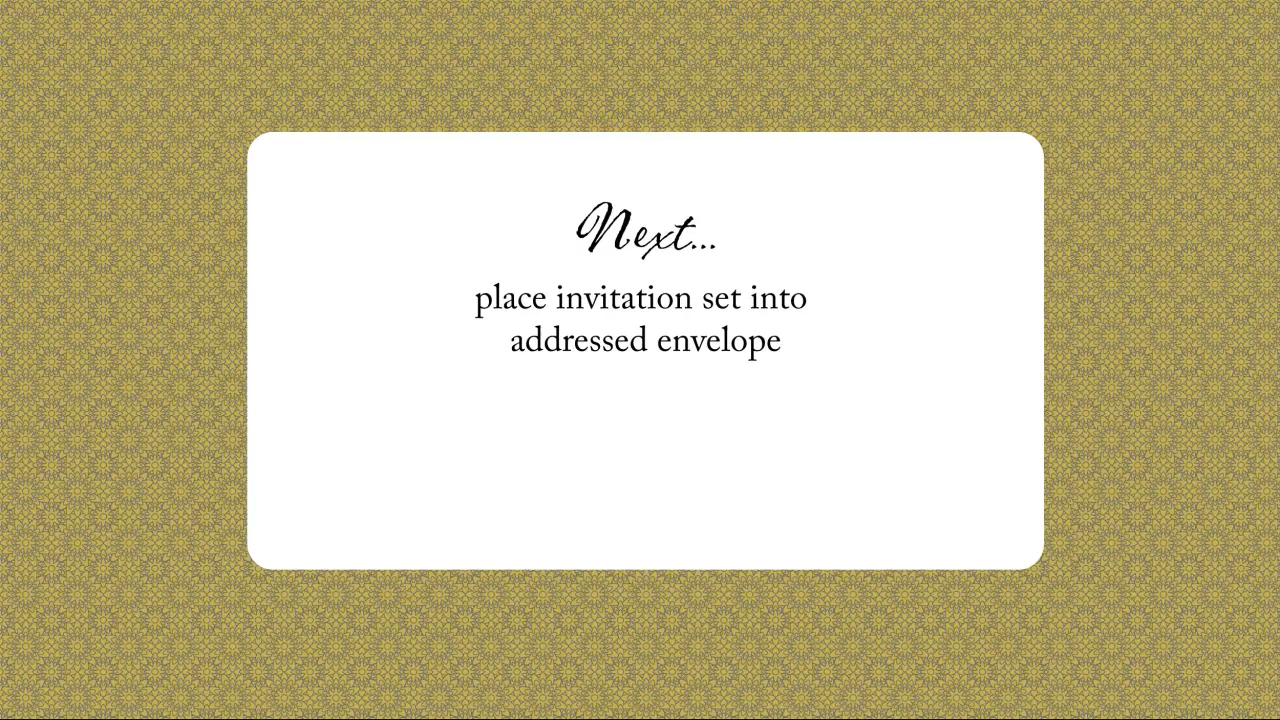 Next...
place invitation set into
addressed envelope